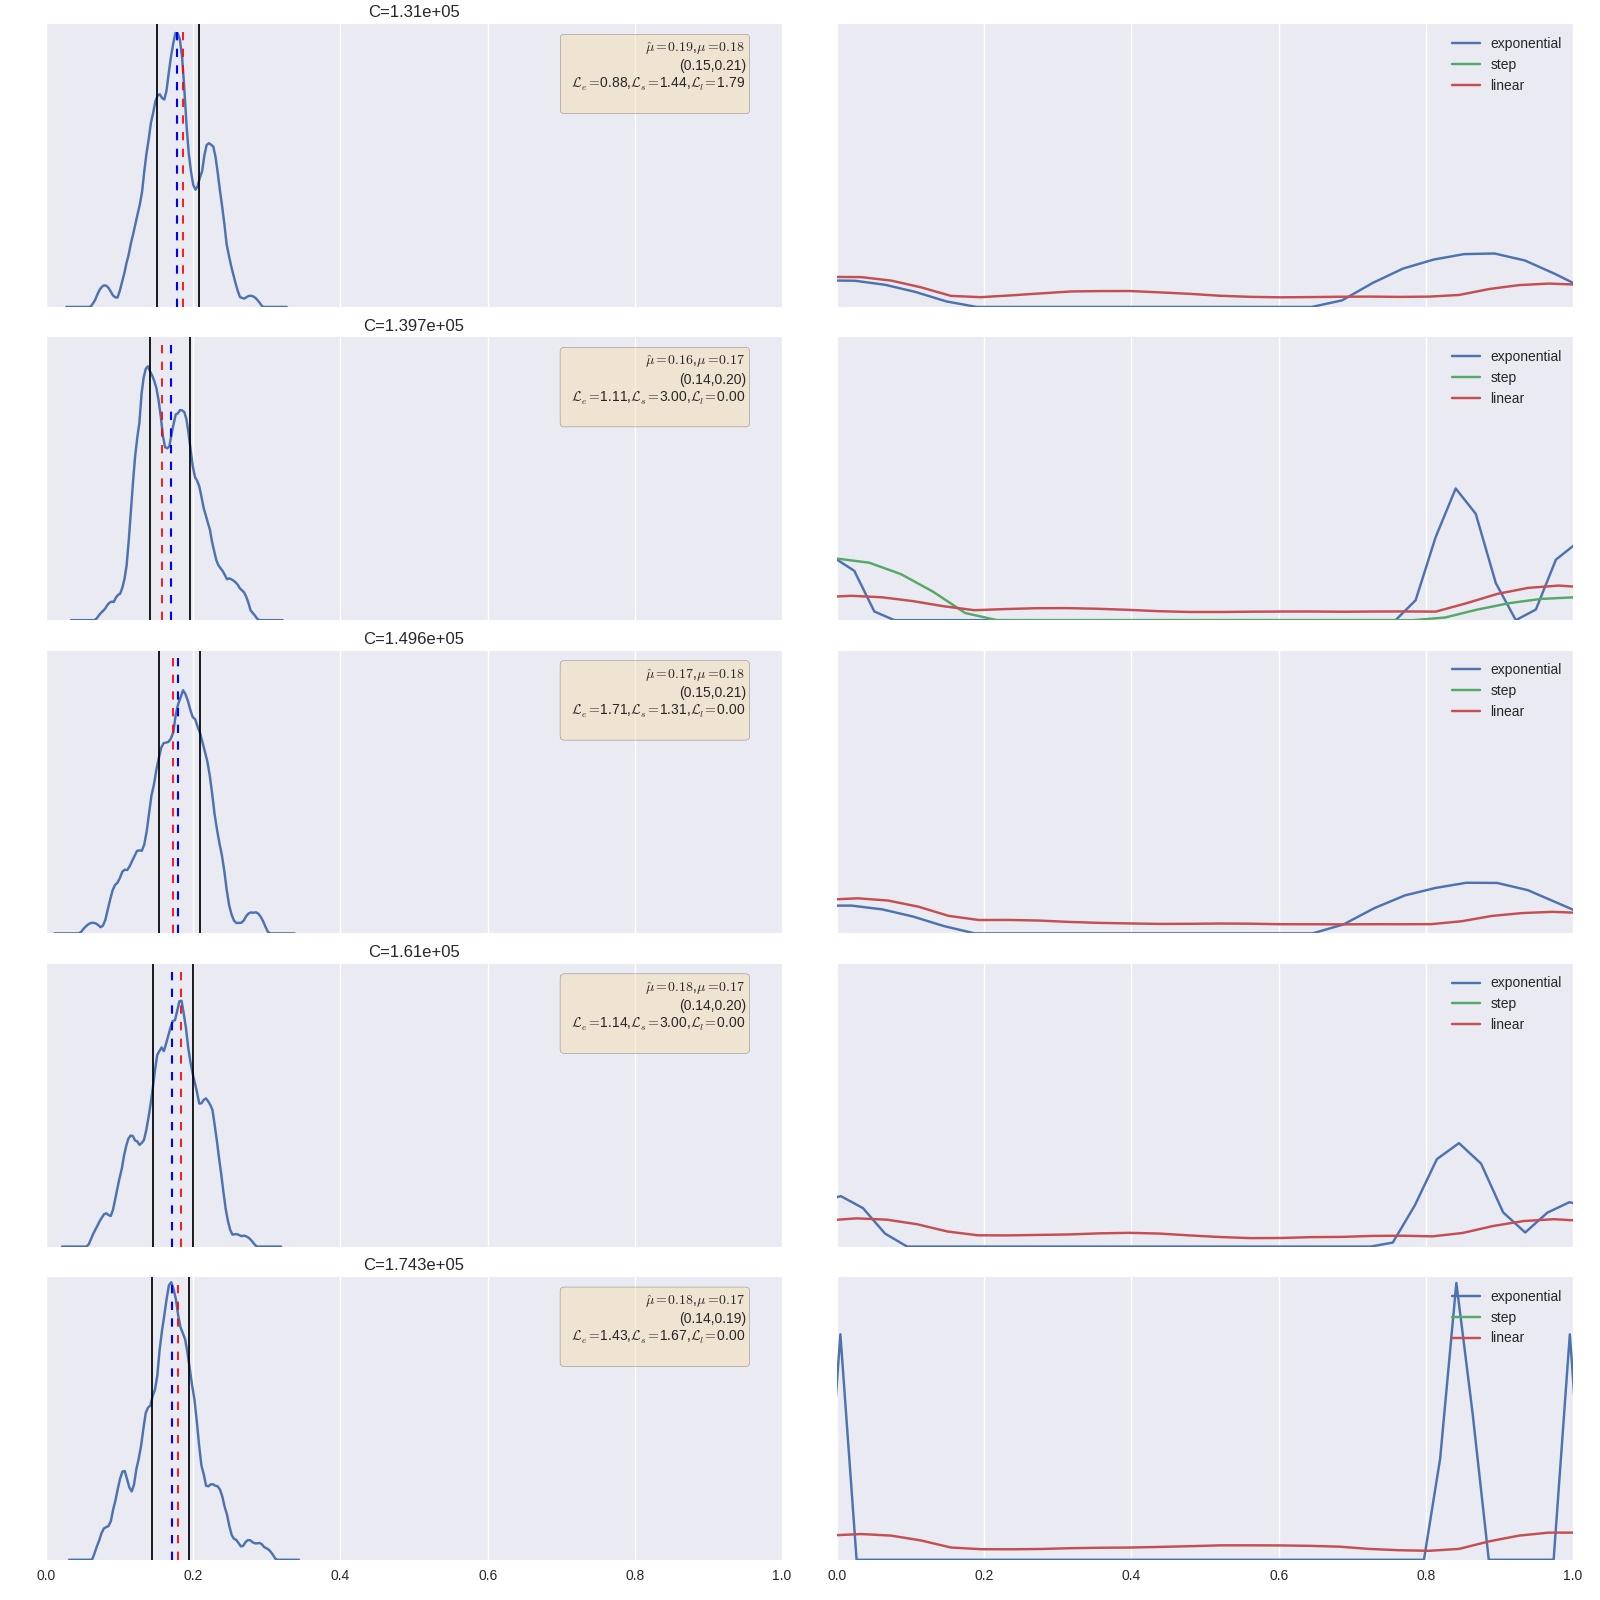 C=1.31e+05
μ̂=0.19,μ=0.18
(0.15,0.21)
ℒₑ=0.88,ℒₛ=1.44,ℒₗ=1.79
exponential
step
linear
C=1.397e+05
μ̂=0.16,μ=0.17
(0.14,0.20)
ℒₑ=1.11,ℒₛ=3.00,ℒₗ=0.00
exponential
step
linear
C=1.496e+05
μ̂=0.17,μ=0.18
(0.15,0.21)
ℒₑ=1.71,ℒₛ=1.31,ℒₗ=0.00
exponential
step
linear
C=1.61e+05
μ̂=0.18,μ=0.17
(0.14,0.20)
ℒₑ=1.14,ℒₛ=3.00,ℒₗ=0.00
exponential
step
linear
C=1.743e+05
μ̂=0.18,μ=0.17
(0.14,0.19)
ℒₑ=1.43,ℒₛ=1.67,ℒₗ=0.00
exponential
step
linear
0.0 0.2 0.4 0.6 0.8 1.0
0.0 0.2 0.4 0.6 0.8 1.0